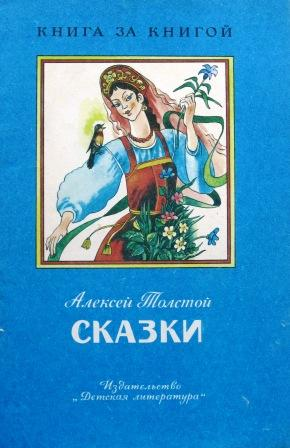 КНИГА ЗА КНИГОЙ
Алексей Толстой
СКАЗКИ
Издательство
„Детская литература"